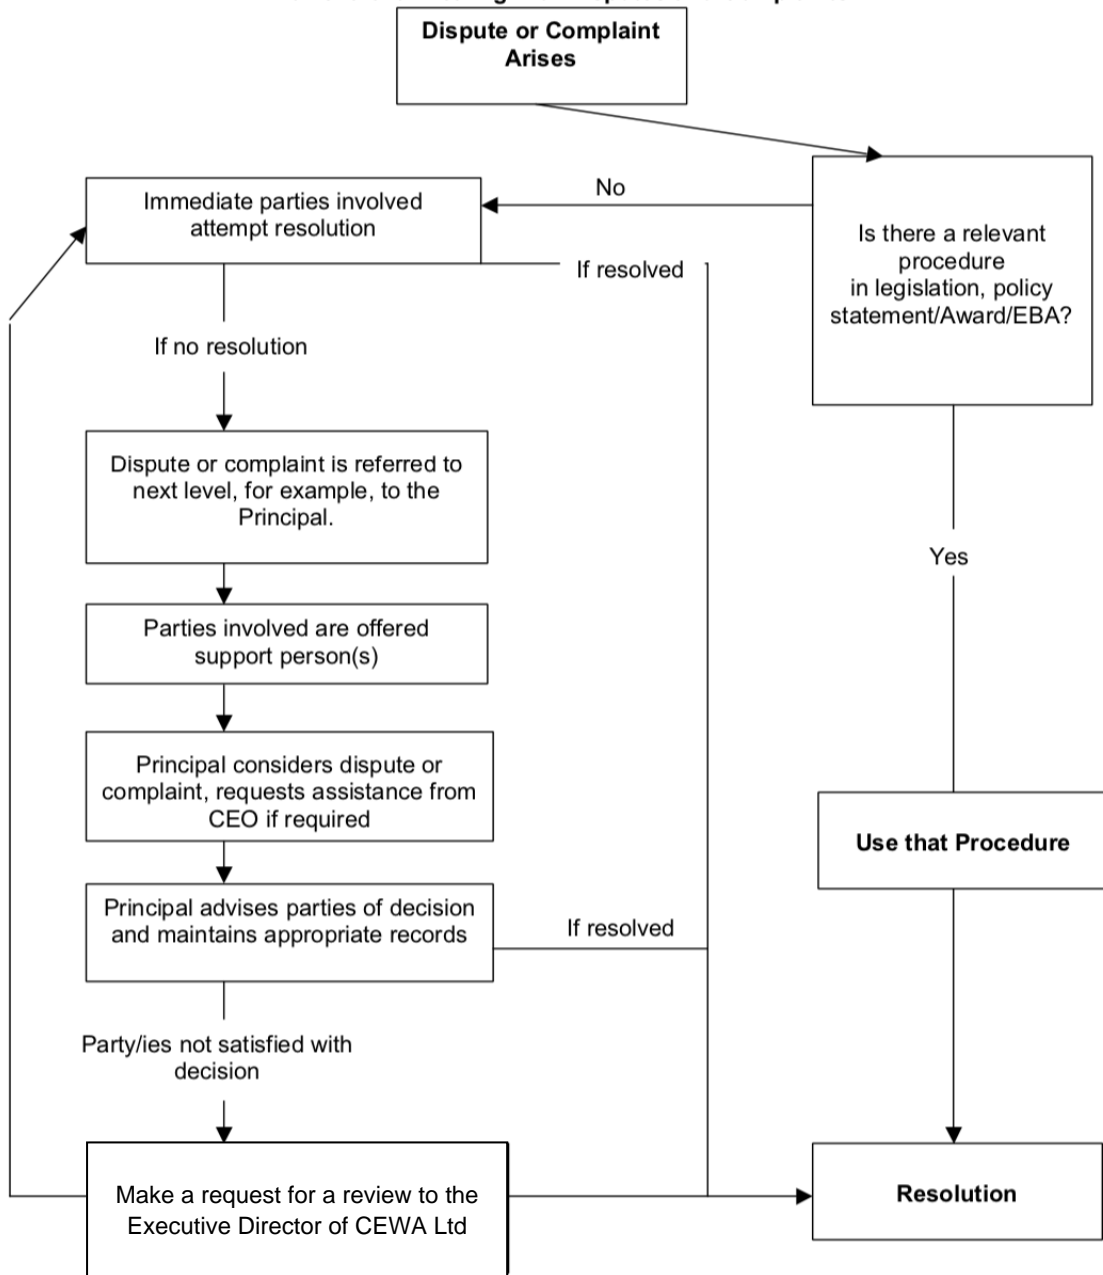 Dispute or Complaint
Arises
No
Immediate parties involved
attempt resolution
Is there a relevant
procedure
in legislation, policy
statement/Award/EBA?
If resolved
If no resolution
Dispute or complaint is referred to
next level, for example, to the
Principal.
Yes
Parties involved are offered
support person(s)
Principal considers dispute or
complaint, requests assistance from
CEO if required
Use that Procedure
Principal advises parties of decision
and maintains appropriate records
If resolved
Party/ies not satisfied with
decision
Make a request for a review to the
Executive Director of CEWA Ltd
Resolution